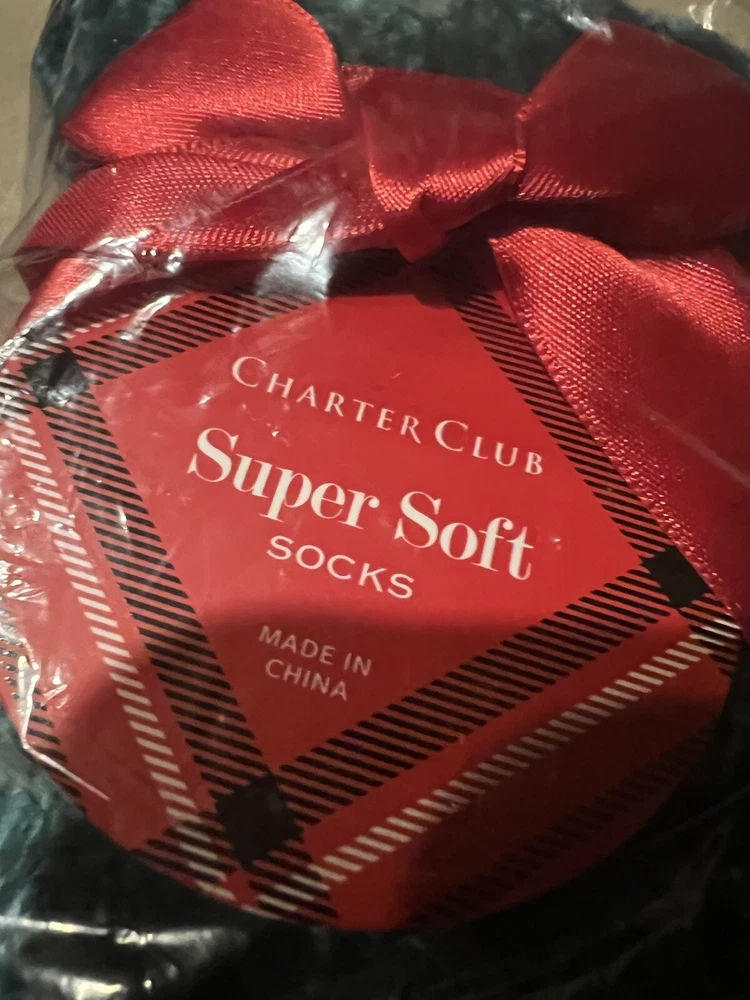 CHARTER CLUB
Super Soft
SOCKS
MADE IN
CHINA